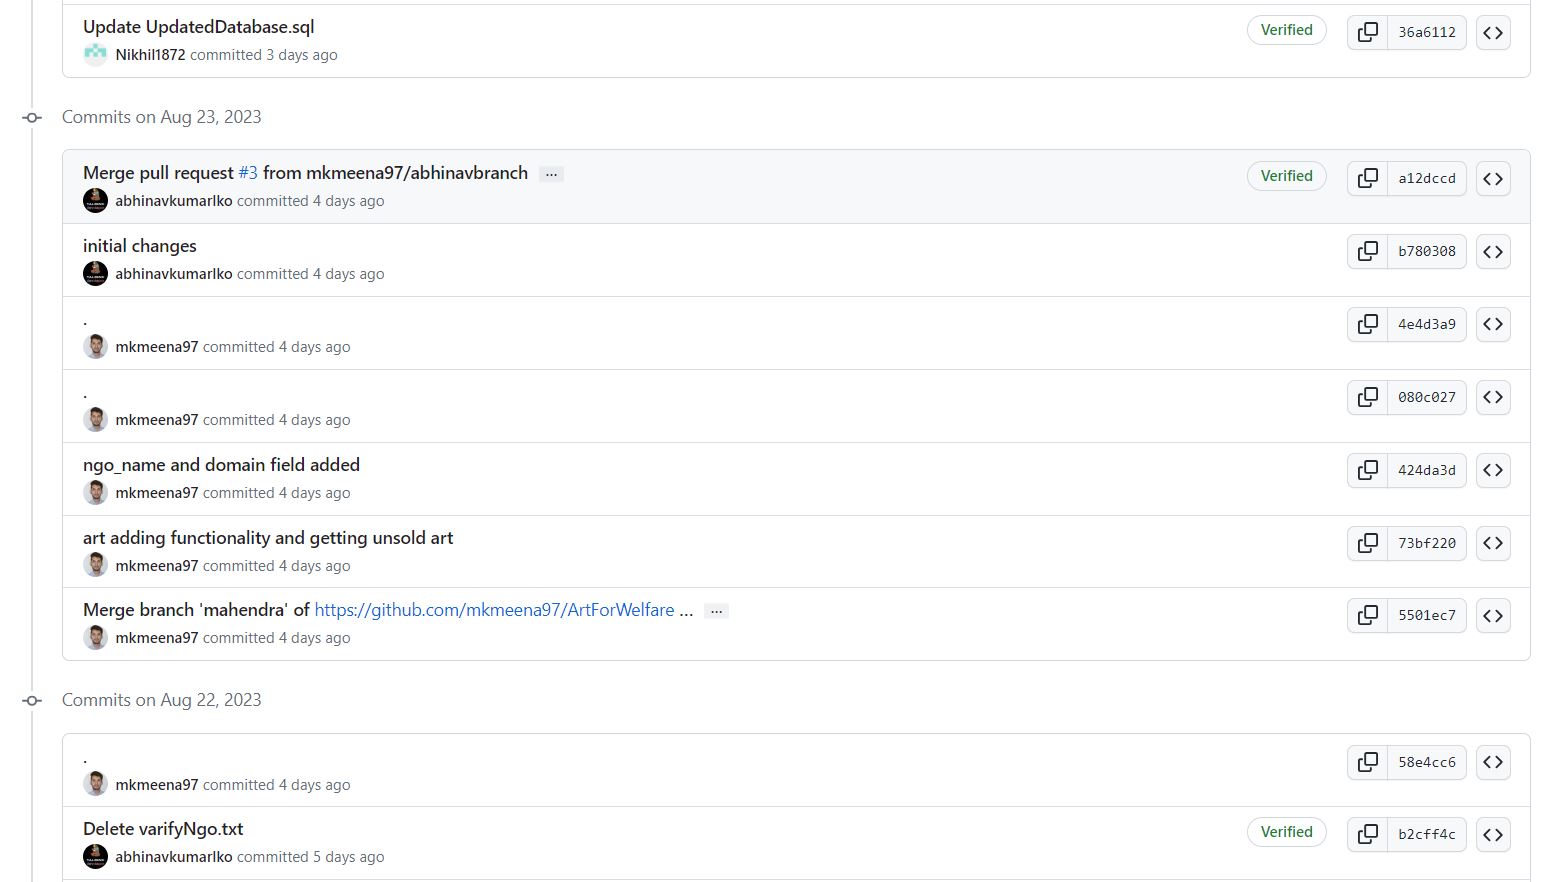 Update UpdatedDatabase.sql
Verified
36a6112
Nikhil1872 committed 3 days ago
Commits on Aug 23, 2023
Merge pull request #3 from mkmeena97/abhinavbranch ...
Verified
a12dccd
abhinavkumarlko committed 4 days ago
initial changes
b780308
abhinavkumarlko committed 4 days ago
.
4e4d3a9
mkmeena97 committed 4 days ago
.
080c027
mkmeena97 committed 4 days ago
ngo_name and domain field added
424da3d
mkmeena97 committed 4 days ago
art adding functionality and getting unsold art
73bf220
mkmeena97 committed 4 days ago
Merge branch 'mahendra' of https://github.com/mkmeena97/ArtForWelfare ... ...
5501ec7
mkmeena97 committed 4 days ago
Commits on Aug 22, 2023
.
58e4cc6
mkmeena97 committed 4 days ago
Delete varifyNgo.txt
Verified
b2cff4c
abhinavkumarlko committed 5 days ago